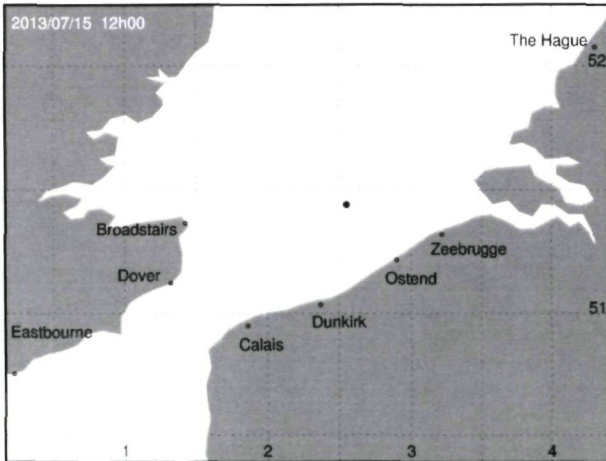 2013/07/15 12h00
The Hague
52
Broadstairs
Zeebrugge
Dover
Ostend
51
Dunkirk
Eastbourne
Calais
1 2 3 4